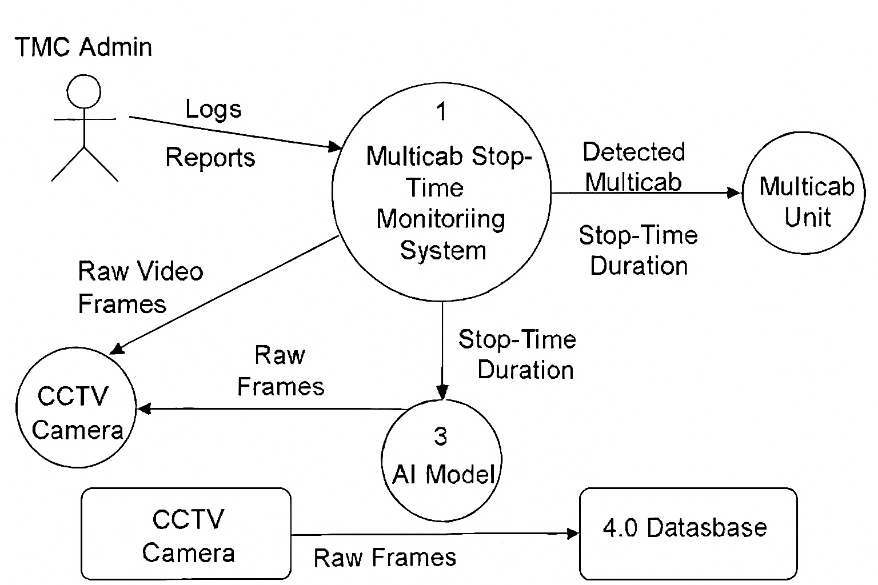 TMC Admin
Logs
Reports
1
Multicab Stop-
Time
Monitoriing
System
Detected
Multicab
Stop-Time
Duration
Multicab
Unit
Raw Video
Frames
Stop-Time
Duration
Raw
Frames
CCTV
Camera
3
AI Model
CCTV
Camera
Raw Frames
4.0 Datasbase